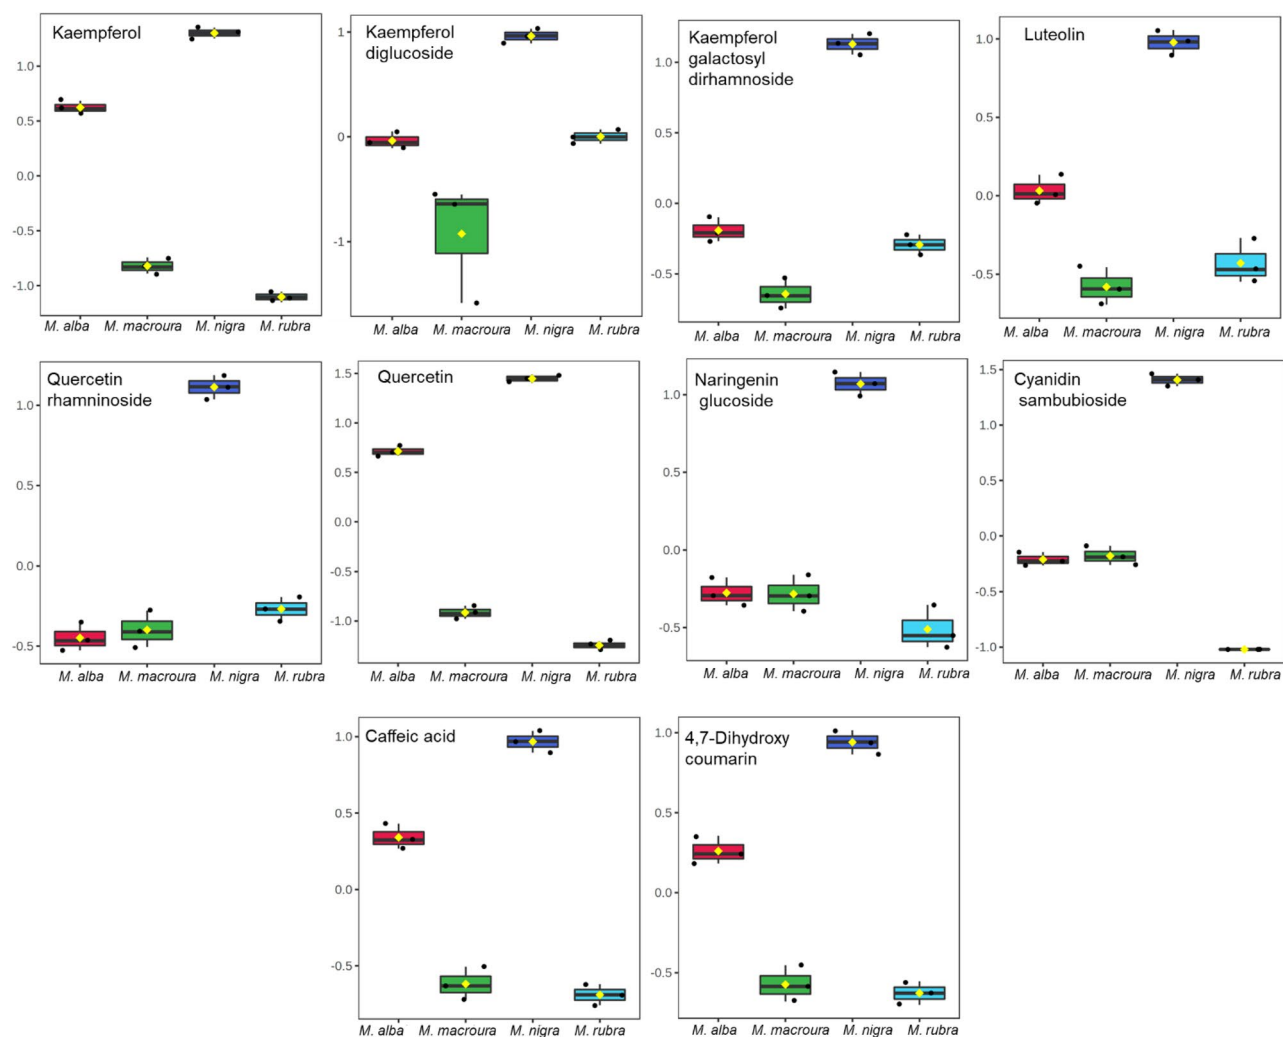 Kaempferol
1.0
0.5
0.0
-0.5
-1.0
M. alba M. macroura M. nigra M. rubra
Kaempferol
diglucoside
1
0
-1
M. alba M. macroura M. nigra M. rubra
Kaempferol
galactosyl
dirhamnoside
1.0
0.5
0.0
-0.5
M. alba M. macroura M. nigra M. rubra
Luteolin
1.0
0.5
0.0
-0.5
M. alba M. macroura M. nigra M. rubra
Quercetin
rhamninoside
1.0
0.5
0.0
-0.5
M. alba M. macroura M. nigra M. rubra
Quercetin
1.5
1.0
0.5
0.0
-0.5
-1.0
M. alba M. macroura M. nigra M. rubra
Naringenin
glucoside
1.0
0.5
0.0
-0.5
M. alba M. macroura M. nigra M. rubra
Cyanidin
sambubioside
1.5
1.0
0.5
-0.0
-0.5
-1.0
M. alba M. macroura M. nigra M. rubra
Caffeic acid
1.0
0.5
0.0
-0.5
M. alba M. macroura M. nigra M. rubra
4,7-Dihydroxy
coumarin
1.0
0.5
0.0
-0.5
M. alba M. macroura M. nigra M. rubra